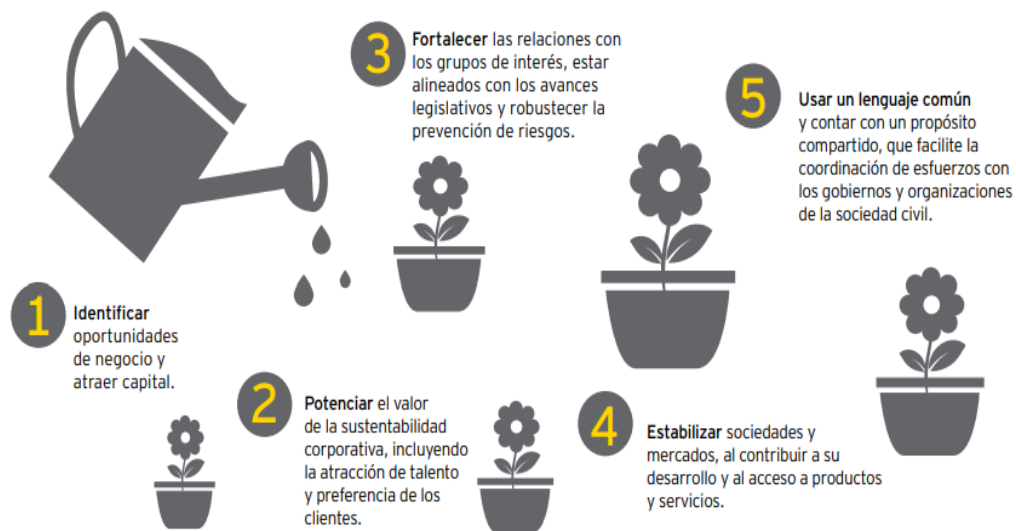 1
Identificar
oportunidades
de negocio y
atraer capital.
2
Potenciar el valor
de la sustentabilidad
corporativa, incluyendo
la atracción de talento
y preferencia de los
clientes.
3
Fortalecer las relaciones con
los grupos de interés, estar
alineados con los avances
legislativos y robustecer la
prevención de riesgos.
4
Estabilizar sociedades y
mercados, al contribuir a su
desarrollo y al acceso a productos
y servicios.
5
Usar un lenguaje común
y contar con un propósito
compartido, que facilite la
coordinación de esfuerzos con
los gobiernos y organizaciones
de la sociedad civil.